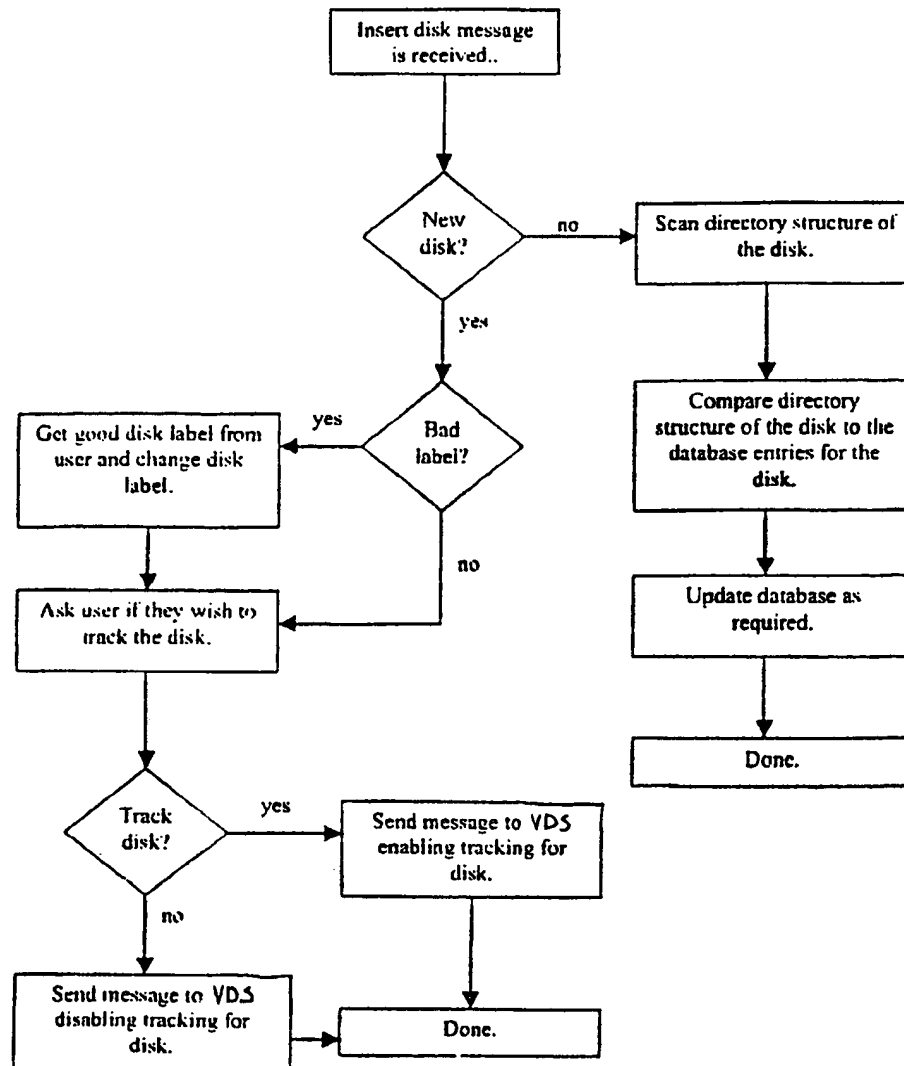 Insert disk message
is received..
New
disk?
no
Scan directory structure of
the disk.
yes
Compare directory
structure of the disk to the
database entries for the
disk.
Bad
label?
yes
Get good disk label from
user and change disk
label.
no
Ask user if they wish to
track the disk.
Update database as
required.
Done.
Track
disk?
yes
Send message to VDS
enabling tracking for
disk.
no
Send message to VDS
disabling tracking for
disk.
Done.